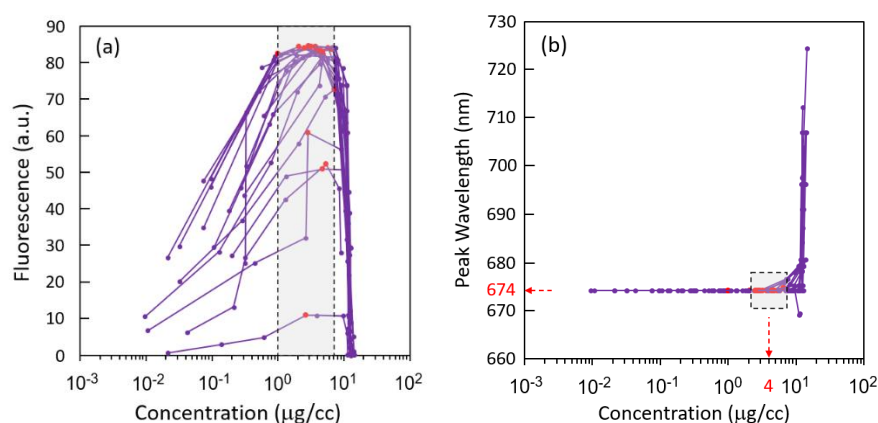 (a)
90
80
70
60
50
40
30
20
10
0
Fluorescence (a.u.)
10⁻³ 10⁻² 10⁻¹ 10⁰ 10¹ 10²
Concentration (µg/cc)
(b)
730
720
710
700
690
680
674
670
660
Peak Wavelength (nm)
4
10⁻³ 10⁻² 10⁻¹ 10⁰ 10¹ 10²
Concentration (µg/cc)